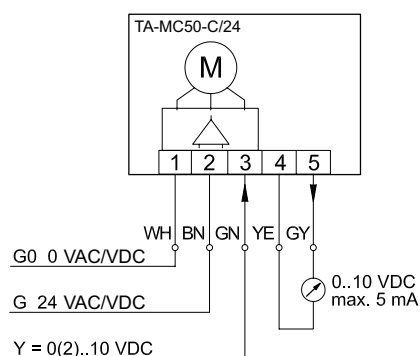 TA-MC50-C/24
M
1 2 3 4 5
WH BN GN YE GY
G0 0 VAC/VDC
0..10 VDC
max. 5 mA
G 24 VAC/VDC
Y = 0(2)..10 VDC